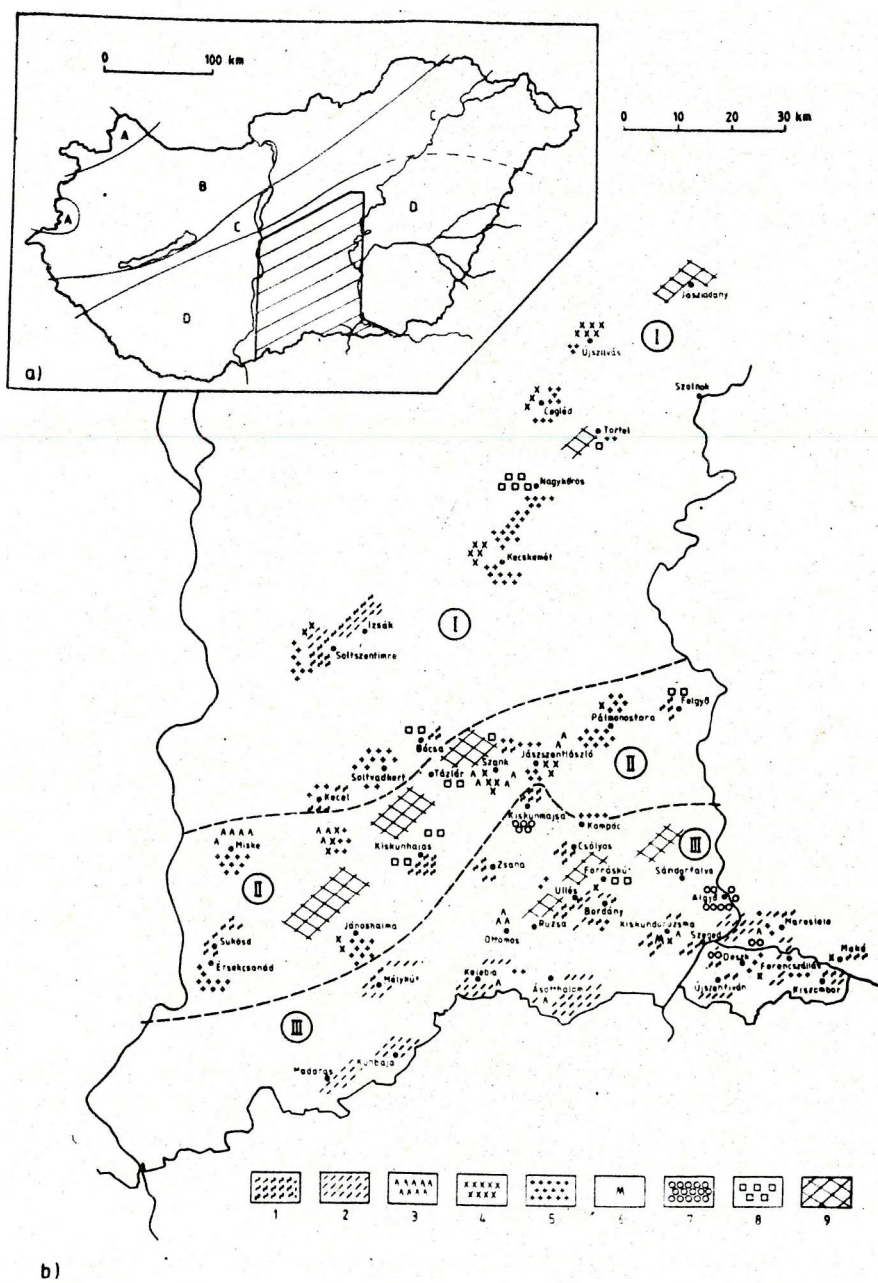 0 100 km
A
B
C
A
C
D
D
a)
0 10 20 30 km
Jásziadány
I
Újszilvás
Szolnok
Cegléd
Törtel
Nagykőrös
Kecskemét
I
Izsák
Soltszentimre
Felgyő
Pálmonostora
Bócsa
Szank
Jászszentlászló
II
Soltvadkert
Tázlár
Kecel
Kiskunmajsa
Kompóc
III
Miske
Kiskunhalas
Csólyos
II
Zsana
Forráskút
Sándorfalva
Üllés
Algyő
Jánoshalma
Ruzsa
Bordány
Maroslele
Sükösd
Öttömös
Kiskundorozsma
Szeged
Érsekcsanád
Deszk
Makó
Mélykút
Kelebia
Ásotthalom
Ferencszállás
Újszentiván
Kiszombor
III
Kunbaja
Madaras
M
1 2 3 4 5 6 7 8 9
b)